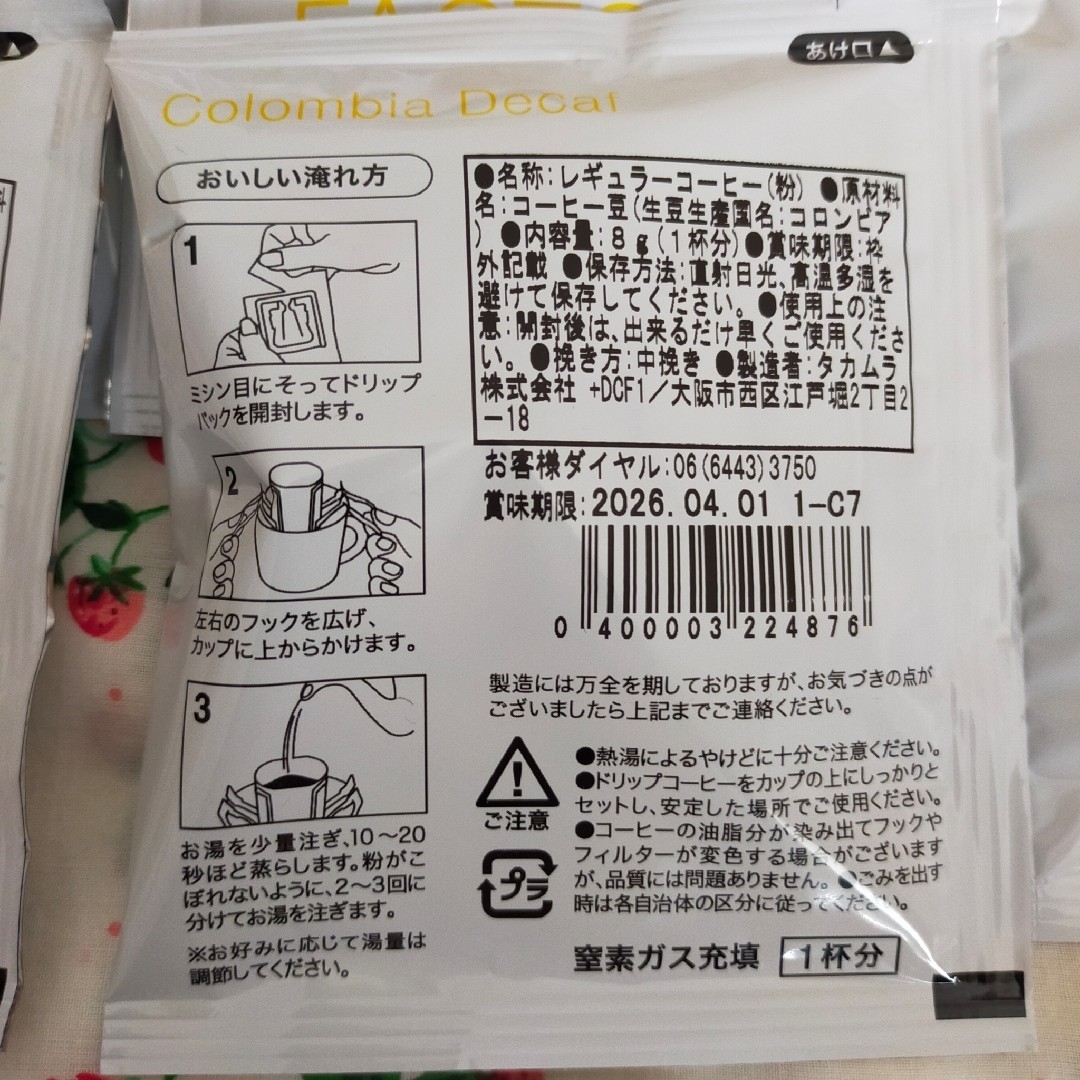 あけ口▲
Colombia Decaf
おいしい淹れ方
1
ミシン目にそってドリップ
パックを開封します。
2
左右のフックを広げ、
カップに上からかけます。
3
お湯を少量注ぎ、10〜20
秒ほど蒸らします。粉がこ
ぼれないように、2〜3回に
分けてお湯を注ぎます。
※お好みに応じて湯量は
調節してください。
●名称:レギュラーコーヒー(粉) ●原材料
名:コーヒー豆(生豆生産国名:コロンビア
) ●内容量:8g(1杯分)●賞味期限:枠
外記載 ●保存方法:直射日光、高温多湿を
避けて保存してください。 ●使用上の注
意:開封後は、出来るだけ早くご使用くださ
い。 ●挽き方:中挽き ●製造者:タカムラ
株式会社 +DCF1/大阪市西区江戸堀2丁目2
−18
お客様ダイヤル:06(6443)3750
賞味期限:2026.04.01 1-C7
0 400003 224876
製造には万全を期しておりますが、お気づきの点が
ございましたら上記までご連絡ください。
ご注意
プラ
●熱湯によるやけどに十分ご注意ください。
●ドリップコーヒーをカップの上にしっかりと
セットし、安定した場所でご使用ください。
●コーヒーの油脂分が染み出てフックや
フィルターが変色する場合がございます
が、品質には問題ありません。●ごみを出す
時は各自治体の区分に従ってください。
窒素ガス充填 1杯分